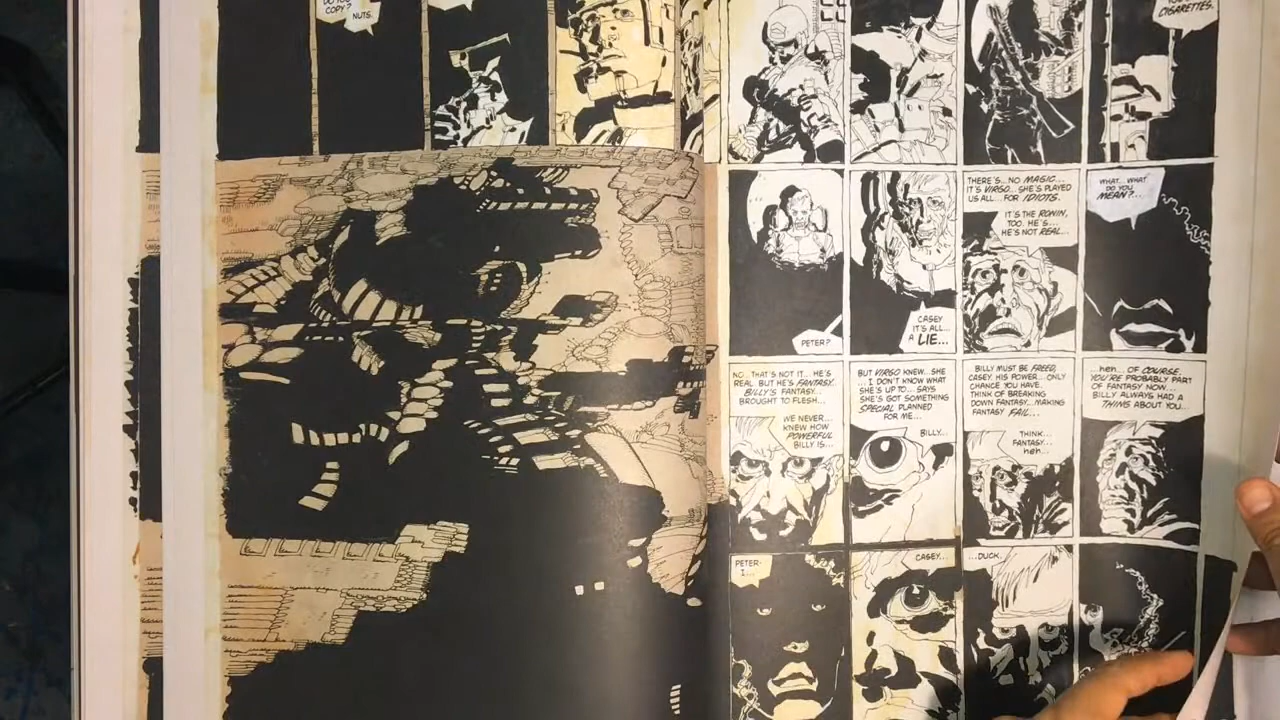 DO YOU
COPY?
NUTS.
CIGARETTES.
PETER?
CASEY
IT'S ALL...
A LIE...
THERE'S...NO MAGIC...
IT'S VIRGO...SHE'S PLAYED
US ALL...FOR IDIOTS.
IT'S THE RONIN,
TOO. HE'S...
HE'S NOT REAL...
WHAT...WHAT
DO YOU
MEAN?...
NO...THAT'S NOT IT...HE'S
REAL BUT HE'S FANTASY.
BILLY'S FANTASY...
BROUGHT TO FLESH...
WE NEVER...
KNEW HOW
POWERFUL
BILLY IS...
BUT VIRGO KNEW...SHE
...I DON'T KNOW WHAT
SHE'S UP TO...SAYS
SHE'S GOT SOMETHING
SPECIAL PLANNED
FOR ME...
BILLY...
BILLY MUST BE FREED,
CASEY. HIS POWER...ONLY
CHANCE YOU HAVE.
THINK OF BREAKING
DOWN FANTASY...MAKING
FANTASY FAIL...
THINK...
FANTASY...
heh...
...heh... OF COURSE.
YOU'RE PROBABLY PART
OF FANTASY NOW...
BILLY ALWAYS HAD A
THING ABOUT YOU...
PETER-
I...
CASEY...
...DUCK.